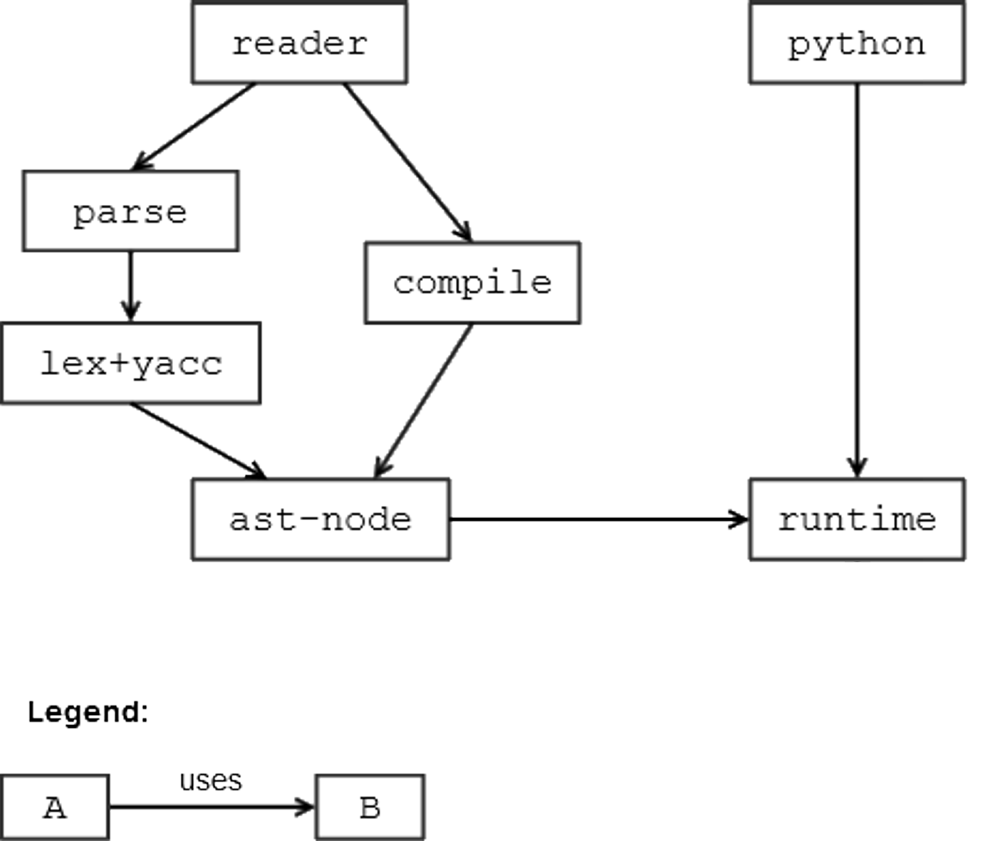 reader
python
parse
compile
lex+yacc
ast-node
runtime
Legend:
uses
A
B